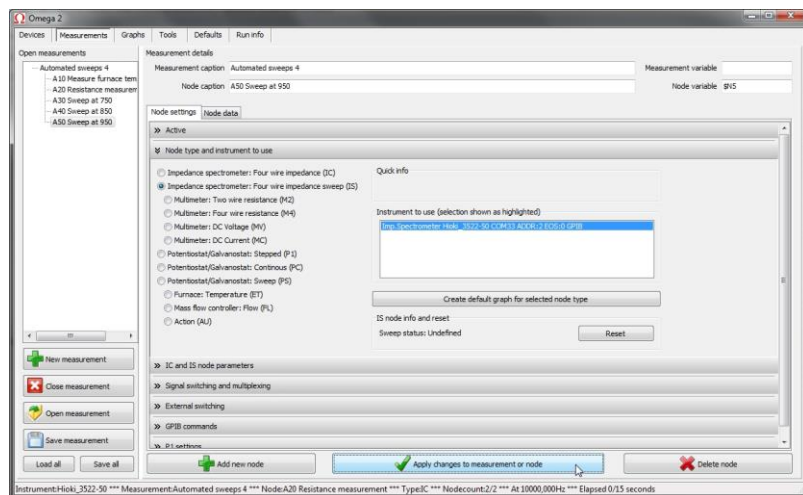 Omega 2
Devices Measurements Graphs Tools Defaults Run info
Open measurements
Automated sweeps 4
A10 Measure furnace tem
A20 Resistance measurem
A30 Sweep at 750
A40 Sweep at 850
A50 Sweep at 950
New measurement
Close measurement
Open measurement
Save measurement
Load all Save all
Measurement details
Measurement caption Automated sweeps 4 Measurement variable
Node caption A50 Sweep at 950 Node variable $N5
Node settings Node data
Active
Node type and instrument to use
Impedance spectrometer: Four wire impedance (IC)
Impedance spectrometer: Four wire impedance sweep (IS)
Multimeter: Two wire resistance (M2)
Multimeter: Four wire resistance (M4)
Multimeter: DC Voltage (MV)
Multimeter: DC Current (MC)
Potentiostat/Galvanostat: Stepped (P1)
Potentiostat/Galvanostat: Continous (PC)
Potentiostat/Galvanostat: Sweep (PS)
Furnace: Temperature (ET)
Mass flow controller: Flow (FL)
Action (AU)
Quick info
Instrument to use (selection shown as highlighted)
Imp.Spectrometer Hioki_3522-50 COM33 ADDR:2 EOS:0 GPIB
Create default graph for selected node type
IS node info and reset
Sweep status: Undefined Reset
IC and IS node parameters
Signal switching and multiplexing
External switching
GPIB commands
P1 settings
Add new node Apply changes to measurement or node Delete node
Instrument:Hioki_3522-50 *** Measurement:Automated sweeps 4 *** Node:A20 Resistance measurement *** Type:IC *** Nodecount:2/2 *** At 10000,000Hz *** Elapsed 0/15 seconds